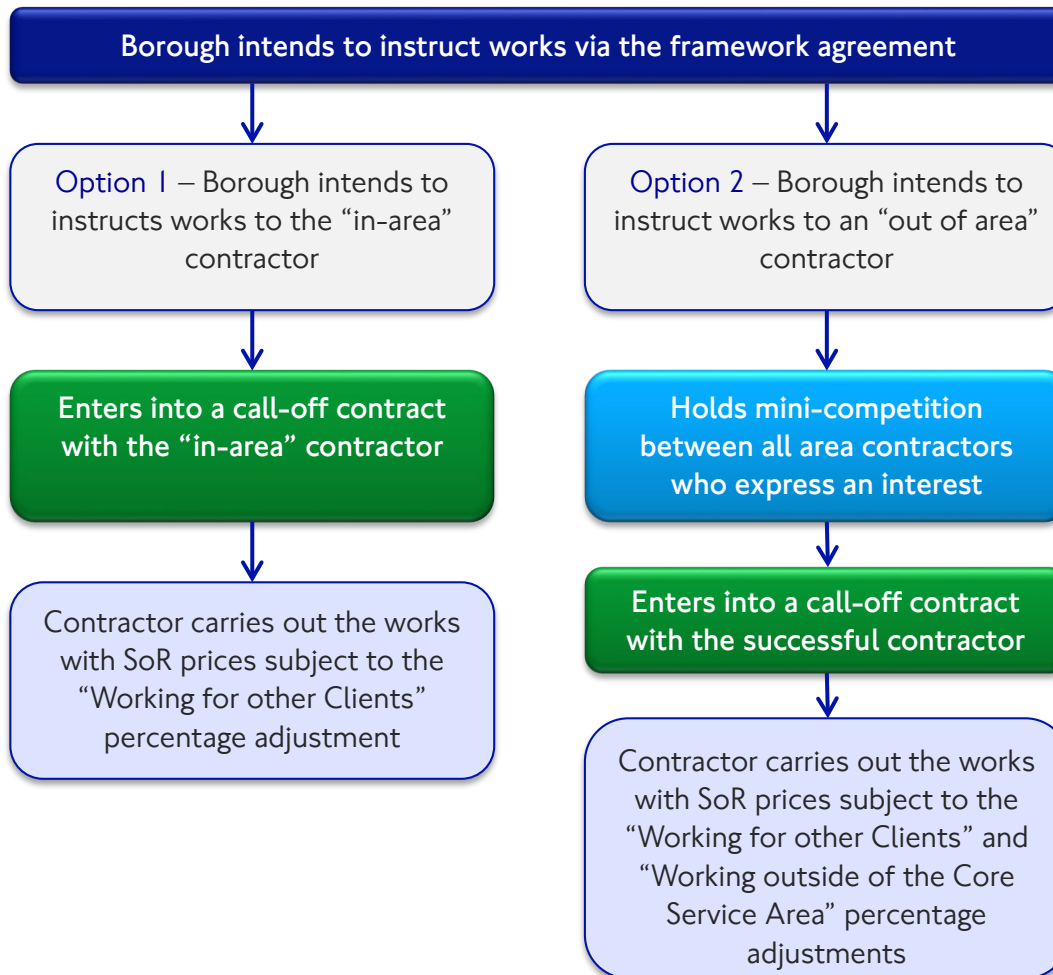 Borough intends to instruct works via the framework agreement
Option 1 – Borough intends to
instructs works to the “in-area”
contractor
Option 2 – Borough intends to
instruct works to an “out of area”
contractor
Enters into a call-off contract
with the “in-area” contractor
Holds mini-competition
between all area contractors
who express an interest
Contractor carries out the works
with SoR prices subject to the
“Working for other Clients”
percentage adjustment
Enters into a call-off contract
with the successful contractor
Contractor carries out the works
with SoR prices subject to the
“Working for other Clients” and
“Working outside of the Core
Service Area” percentage
adjustments